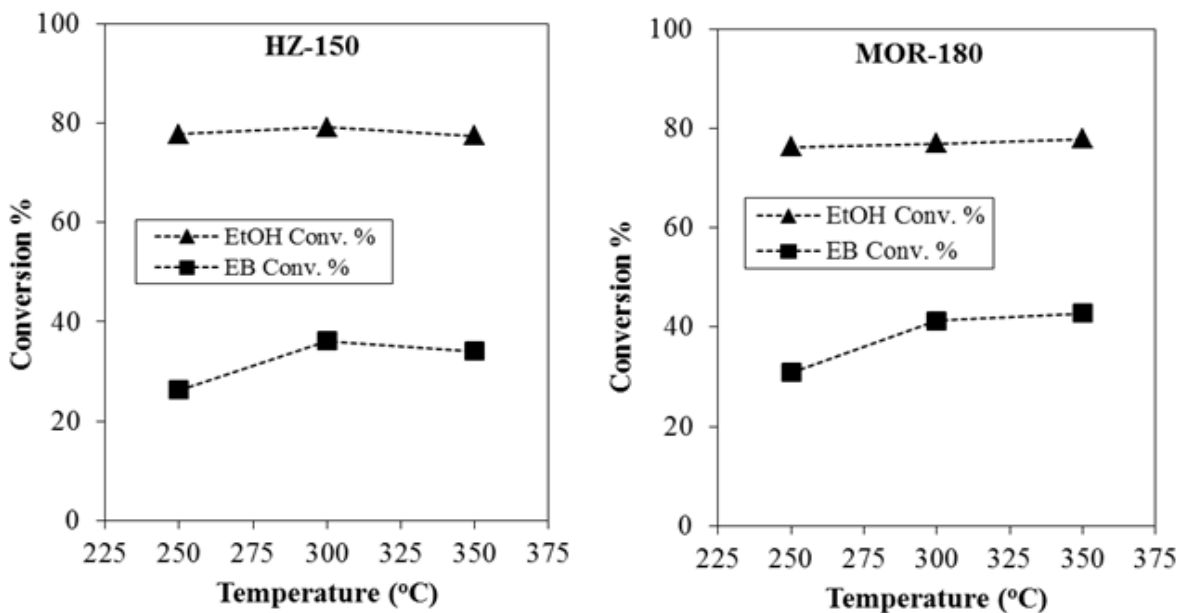 HZ-150
Conversion %
100
80
60
40
20
0
EtOH Conv. %
EB Conv. %
225 250 275 300 325 350 375
Temperature (ºC)
MOR-180
Conversion %
100
80
60
40
20
0
EtOH Conv. %
EB Conv. %
225 250 275 300 325 350 375
Temperature (ºC)